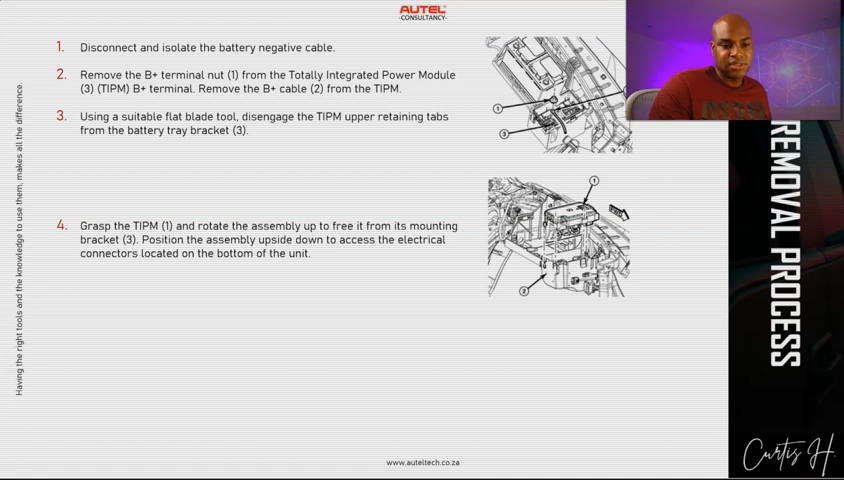 AUTEL
-CONSULTANCY-
1. Disconnect and isolate the battery negative cable.
2. Remove the B+ terminal nut (1) from the Totally Integrated Power Module
(3) (TIPM) B+ terminal. Remove the B+ cable (2) from the TIPM.
3. Using a suitable flat blade tool, disengage the TIPM upper retaining tabs
from the battery tray bracket (3).
4. Grasp the TIPM (1) and rotate the assembly up to free it from its mounting
bracket (3). Position the assembly upside down to access the electrical
connectors located on the bottom of the unit.
1
3
1
2
Having the right tools and the knowledge to use them, makes all the difference.
REMOVAL PROCESS
Curtis H.
www.auteltech.co.za